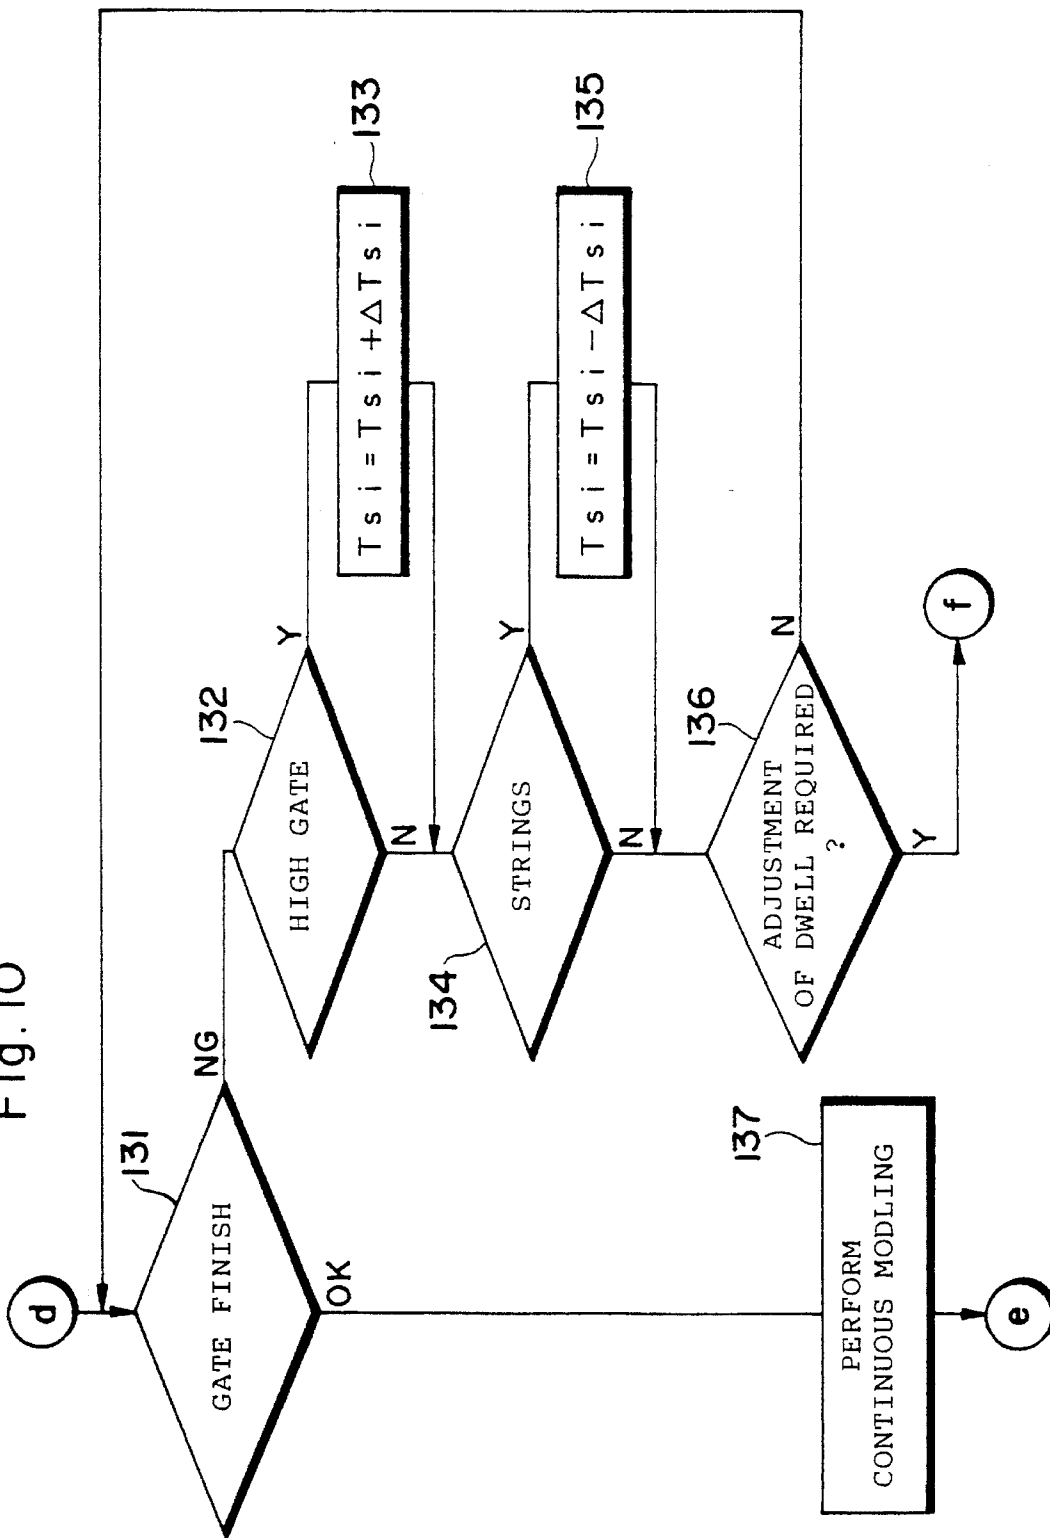 Fig. 10
d
131
GATE FINISH
NG
OK
132
HIGH GATE
Y
N
133
Tsi=Tsi+ΔTsi
134
STRINGS
Y
N
135
Tsi=Tsi-ΔTsi
136
ADJUSTMENT
OF DWELL REQUIRED
?
N
Y
f
137
PERFORM
CONTINUOUS MODLING
e